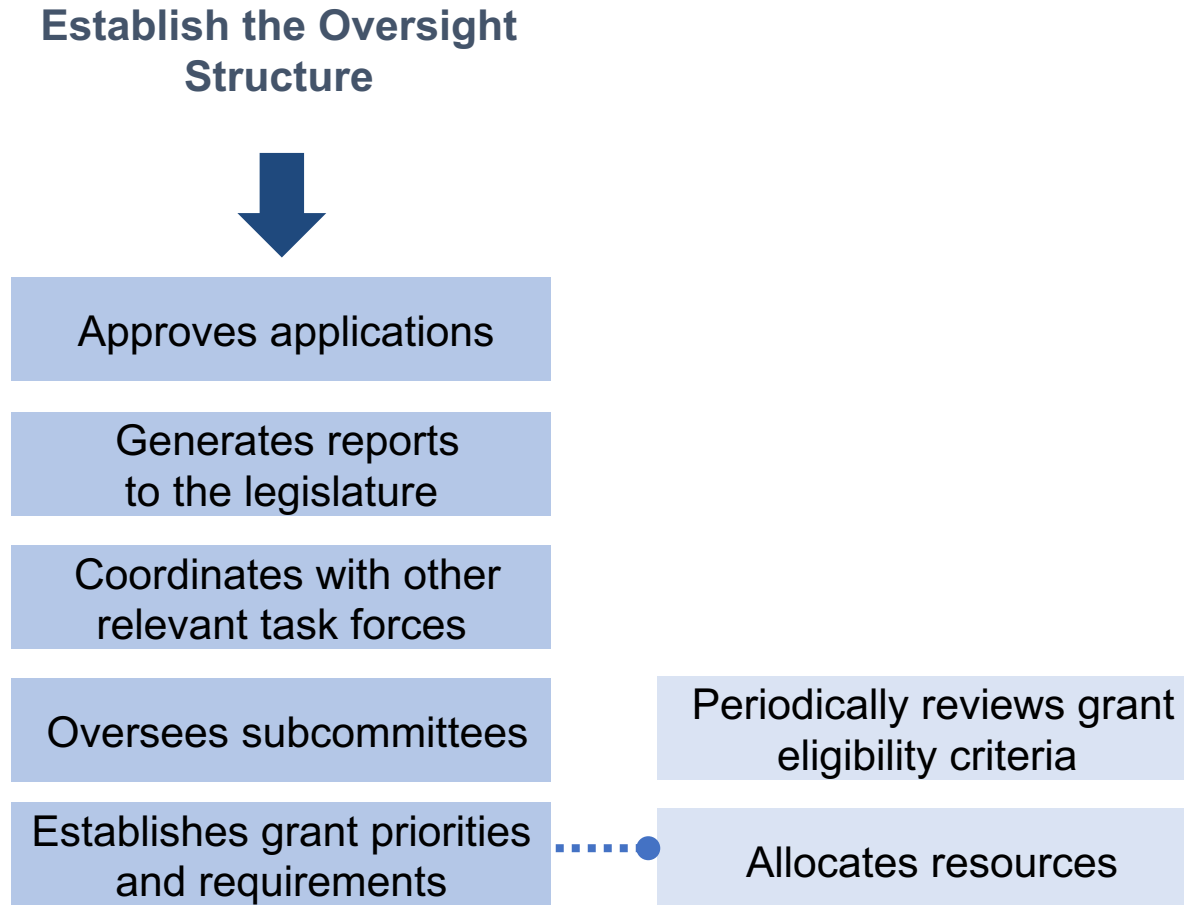 Establish the Oversight
Structure
Approves applications
Generates reports
to the legislature
Coordinates with other
relevant task forces
Oversees subcommittees
Establishes grant priorities
and requirements
Periodically reviews grant
eligibility criteria
Allocates resources